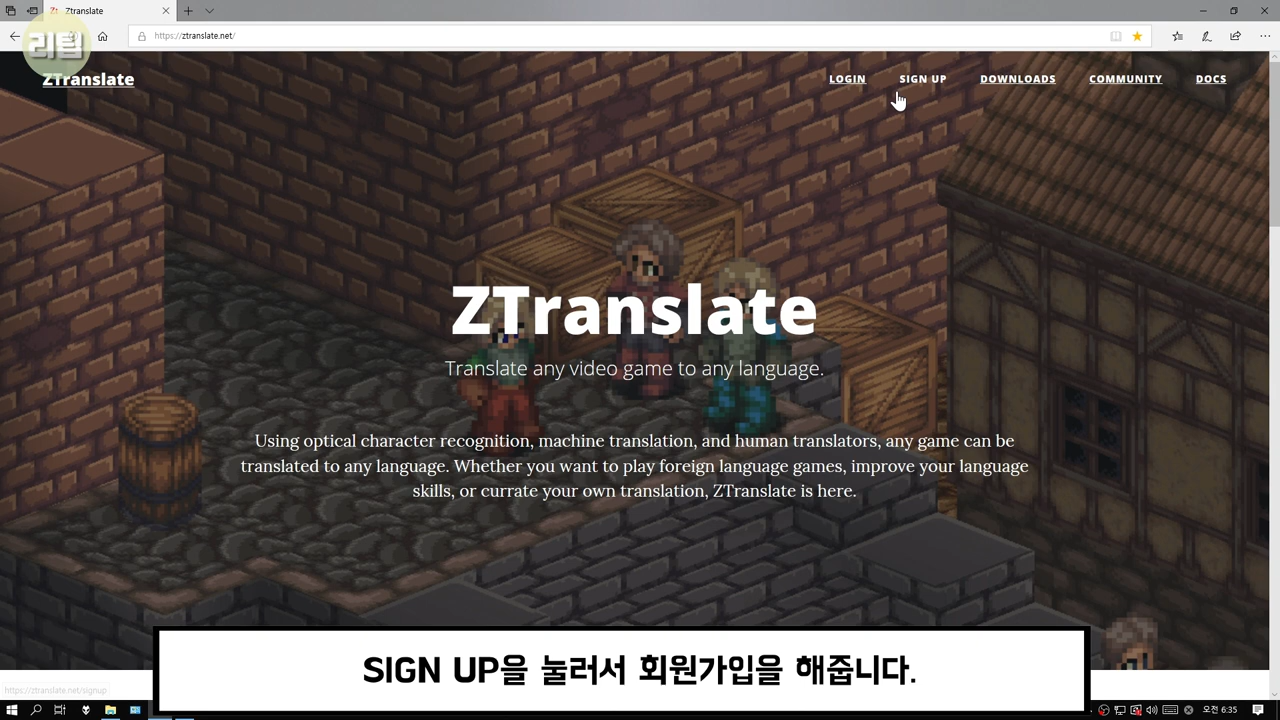 Ztranslate
https://ztranslate.net/
리팁
ZTranslate
LOGIN
SIGN UP
DOWNLOADS
COMMUNITY
DOCS
ZTranslate
Translate any video game to any language.
Using optical character recognition, machine translation, and human translators, any game can be
translated to any language. Whether you want to play foreign language games, improve your language
skills, or currate your own translation, ZTranslate is here.
SIGN UP을 눌러서 회원가입을 해줍니다.
https://ztranslate.net/signup
오전 6:35